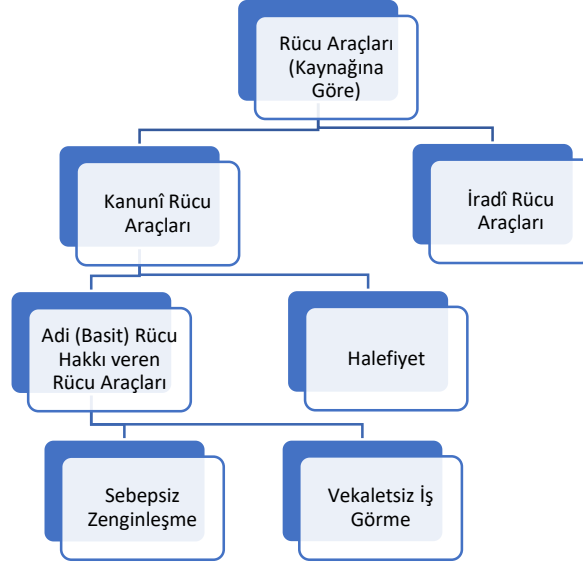 Rücu Araçları
(Kaynağına
Göre)
Kanunî Rücu
Araçları
İradî Rücu
Araçları
Adi (Basit) Rücu
Hakkı veren
Rücu Araçları
Halefiyet
Sebepsiz
Zenginleşme
Vekaletsiz İş
Görme